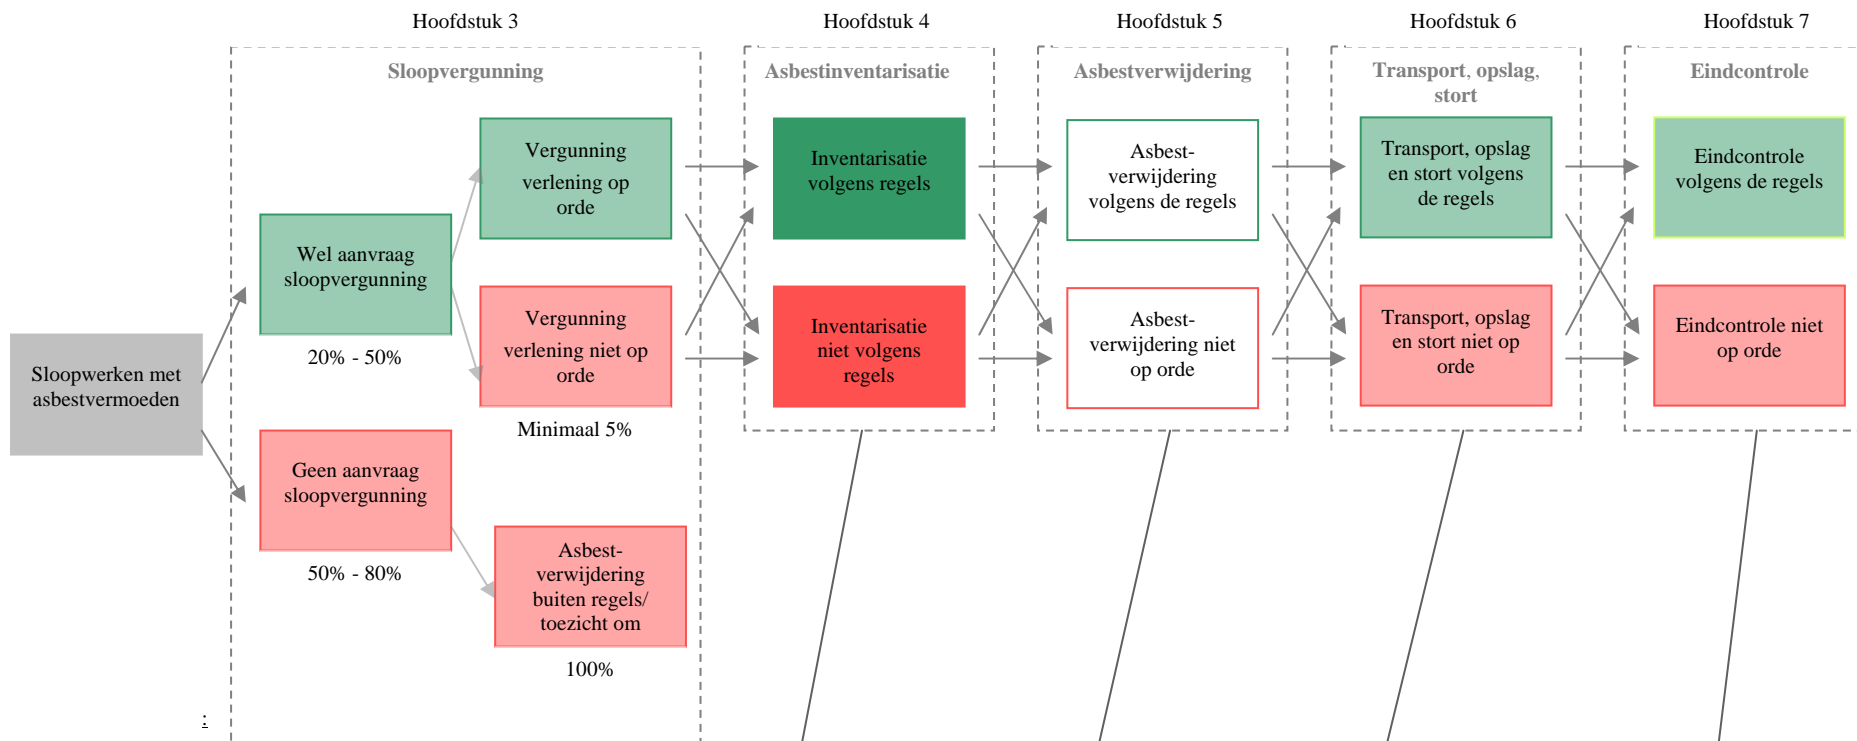 Hoofdstuk 3
Hoofdstuk 4
Hoofdstuk 5
Hoofdstuk 6
Hoofdstuk 7
Sloopvergunning
Asbestinventarisatie
Asbestverwijdering
Transport, opslag,
stort
Eindcontrole
Sloopwerken met
asbestvermoeden
Wel aanvraag
sloopvergunning
20% - 50%
Geen aanvraag
sloopvergunning
50% - 80%
Vergunning
verlening op
orde
Vergunning
verlening niet op
orde
Minimaal 5%
Asbest-
verwijdering
buiten regels/
toezicht om
100%
Inventarisatie
volgens regels
Inventarisatie
niet volgens
regels
Asbest-
verwijdering
volgens de regels
Asbest-
verwijdering niet
op orde
Transport, opslag
en stort volgens
de regels
Transport, opslag
en stort niet op
orde
Eindcontrole
volgens de regels
Eindcontrole niet
op orde
: